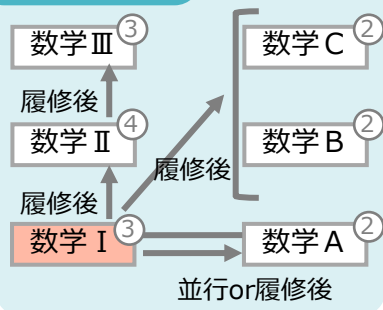 数学Ⅲ ③
数学C ②
履修後
数学Ⅱ ④
数学B ②
履修後
履修後
数学Ⅰ ③
数学A ②
並行or履修後